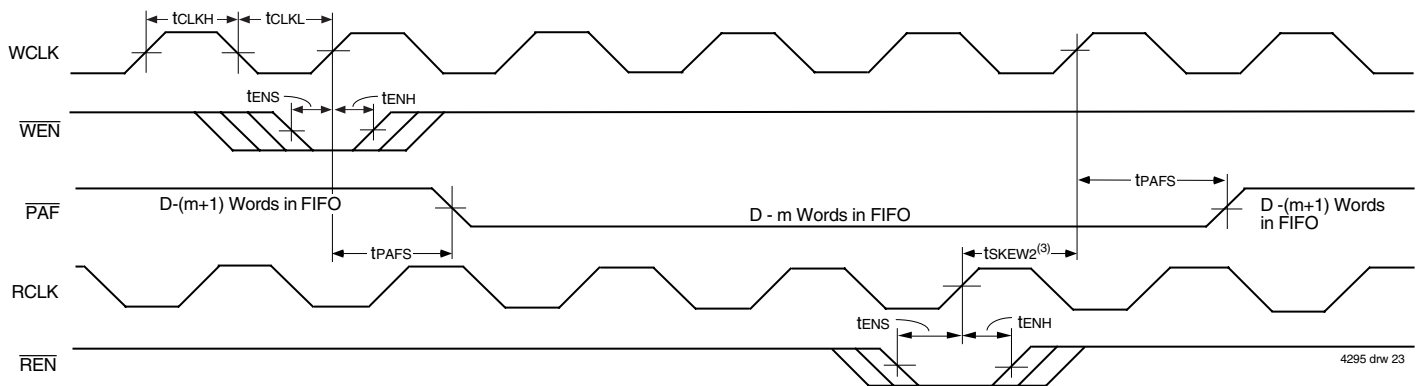 tCLKH
tCLKL
WCLK
tENS
tENH
WEN
D-(m+1) Words in FIFO
tPAFS
D -(m+1) Words
in FIFO
PAF
D - m Words in FIFO
tPAFS
tSKEW2(3)
RCLK
tENS
tENH
REN
4295 drw 23